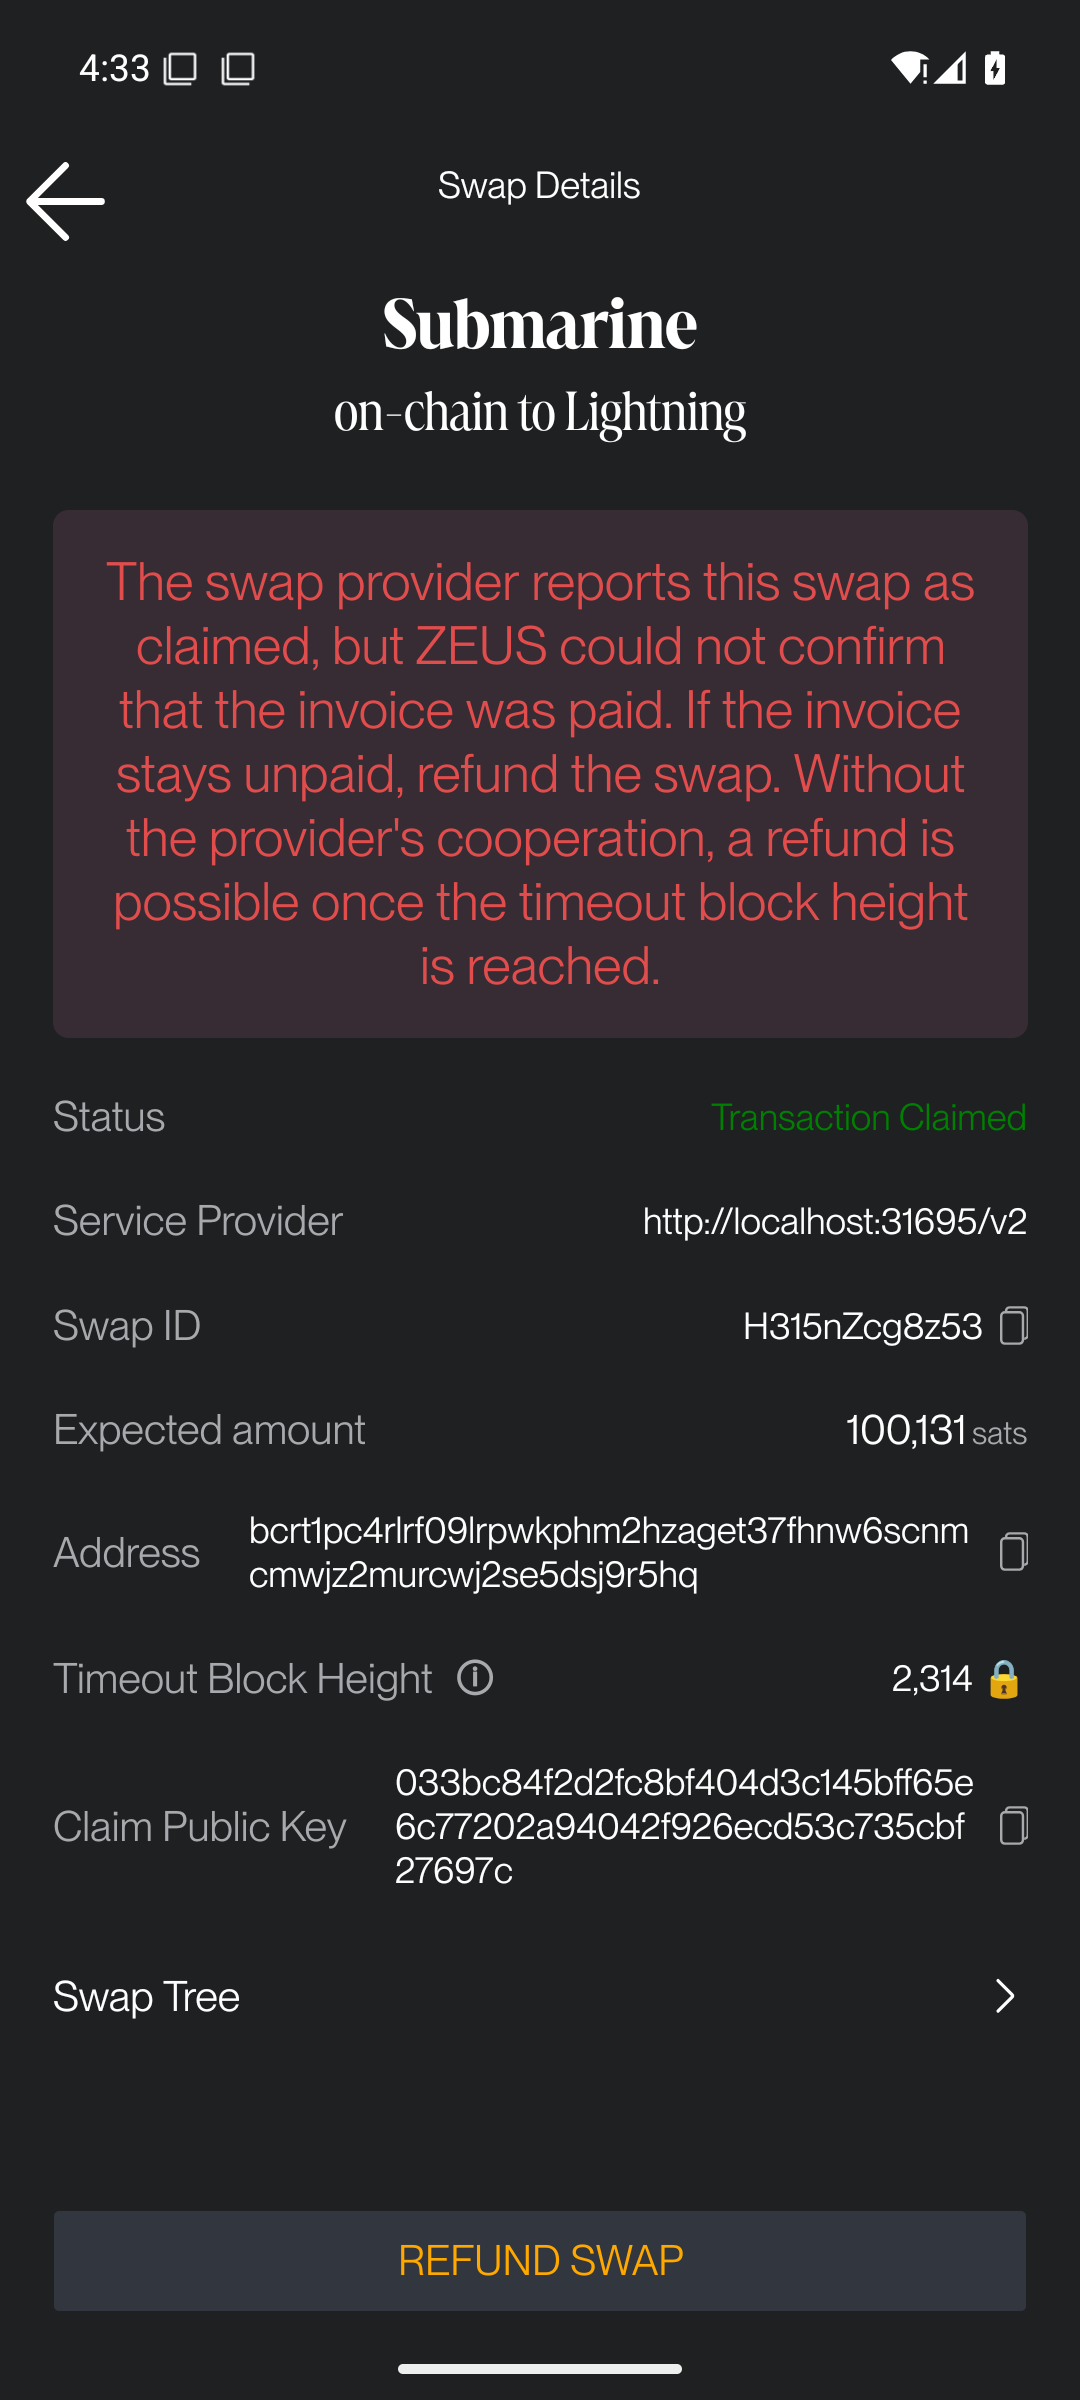 4:33
Swap Details
Submarine
on-chain to Lightning
The swap provider reports this swap as
claimed, but ZEUS could not confirm
that the invoice was paid. If the invoice
stays unpaid, refund the swap. Without
the provider's cooperation, a refund is
possible once the timeout block height
is reached.
Status Transaction Claimed
Service Provider http://localhost:31695/v2
Swap ID H315nZcg8z53
Expected amount 100,131 sats
Address bcrt1pc4rlrf09lrpwkphm2hzaget37fhnw6scnm
cmwjz2murcwj2se5dsj9r5hq
Timeout Block Height 2,314
Claim Public Key 033bc84f2d2fc8bf404d3c145bff65e
6c77202a94042f926ecd53c735cbf
27697c
Swap Tree
REFUND SWAP